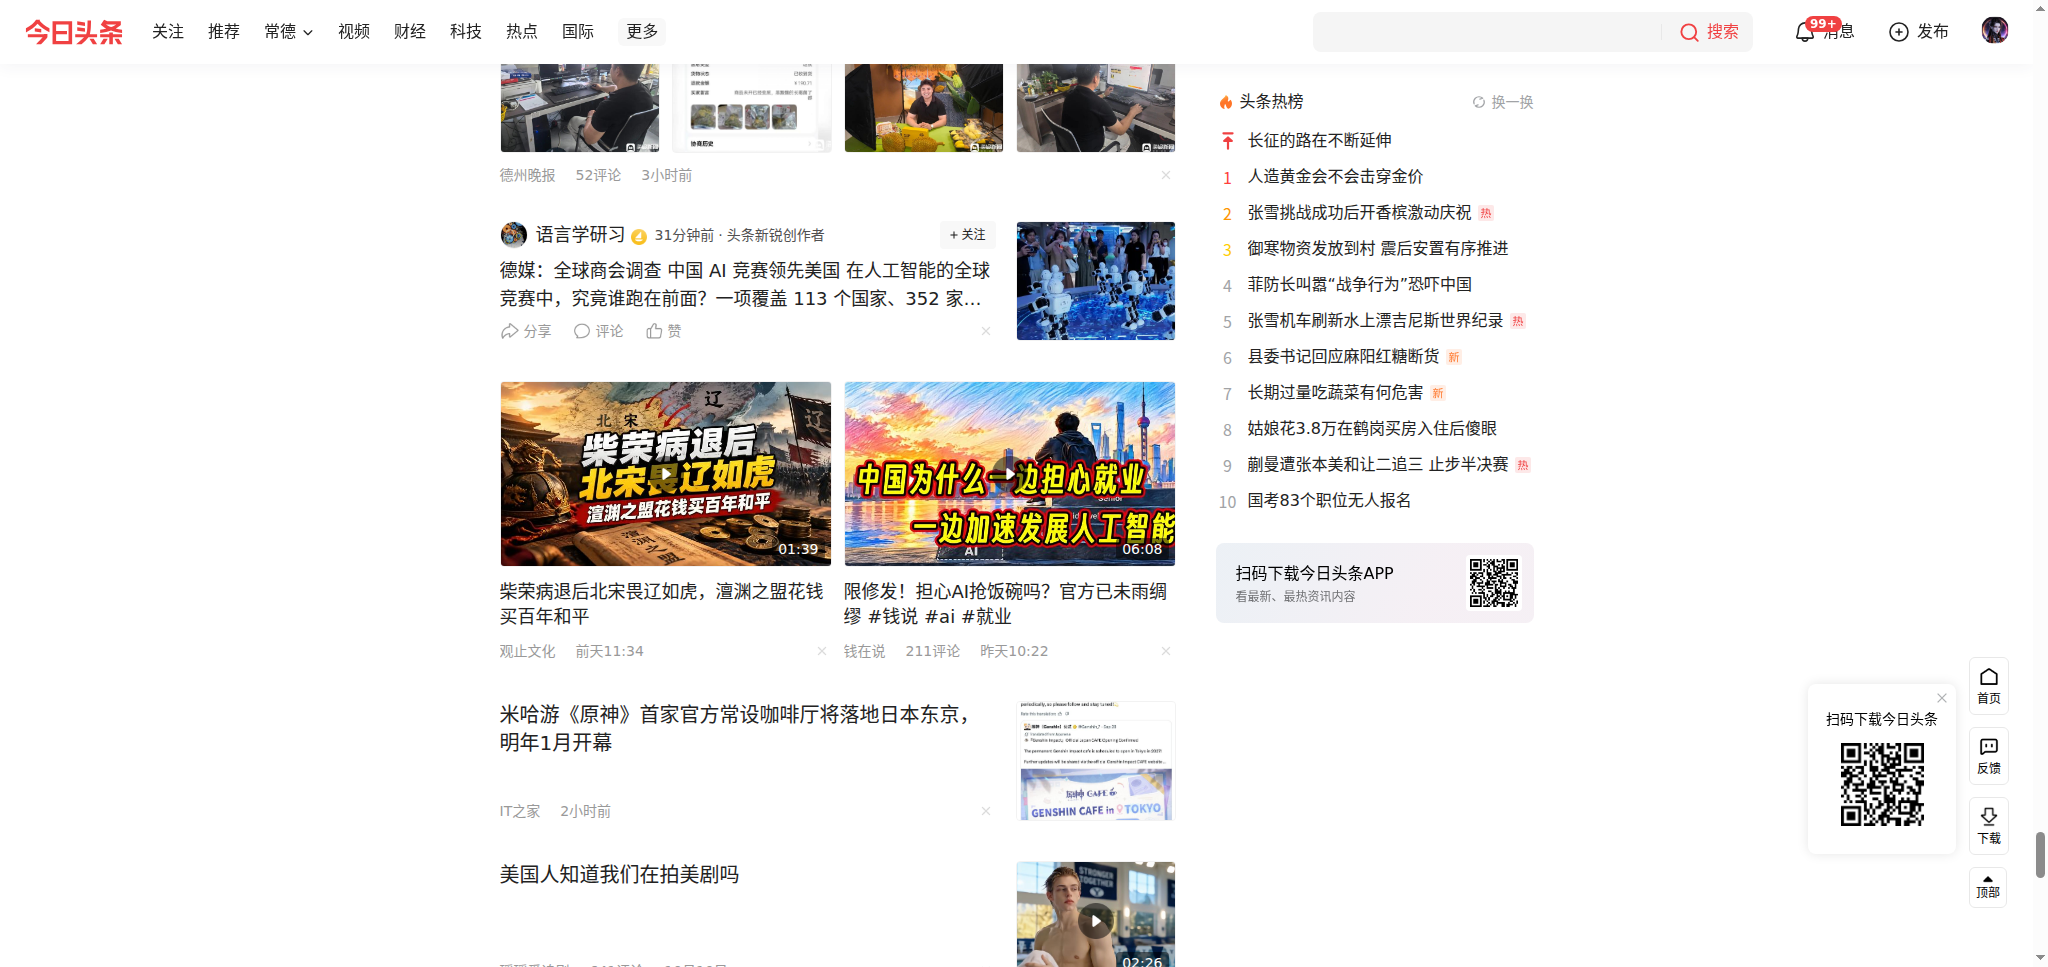 今日头条
关注 推荐 常德 视频 财经 科技 热点 国际 更多
搜索
99+
消息
发布
德州晚报 52评论 3小时前
语言学研习 31分钟前 · 头条新锐创作者
+ 关注
德媒：全球商会调查 中国 AI 竞赛领先美国 在人工智能的全球
竞赛中，究竟谁跑在前面？一项覆盖 113 个国家、352 家...
分享 评论 赞
北宋
辽
辽
柴荣病退后
北宋畏辽如虎
澶渊之盟花钱买百年和平
01:39
中国为什么一边担心就业
一边加速发展人工智能
AI
06:08
柴荣病退后北宋畏辽如虎，澶渊之盟花钱
买百年和平
观止文化 前天11:34
限修发！担心AI抢饭碗吗？官方已未雨绸
缪 #钱说 #ai #就业
钱在说 211评论 昨天10:22
米哈游《原神》首家官方常设咖啡厅将落地日本东京，
明年1月开幕
IT之家 2小时前
GENSHIN CAFE in TOKYO
美国人知道我们在拍美剧吗
STRONGER
TOGETHER
02:26
头条热榜
换一换
长征的路在不断延伸
1 人造黄金会不会击穿金价
2 张雪挑战成功后开香槟激动庆祝 热
3 御寒物资发放到村 震后安置有序推进
4 菲防长叫嚣“战争行为”恐吓中国
5 张雪机车刷新水上漂吉尼斯世界纪录 热
6 县委书记回应麻阳红糖断货 新
7 长期过量吃蔬菜有何危害 新
8 姑娘花3.8万在鹤岗买房入住后傻眼
9 蒯曼遭张本美和让二追三 止步半决赛 热
10 国考83个职位无人报名
扫码下载今日头条APP
看最新、最热资讯内容
扫码下载今日头条
首页
反馈
下载
顶部